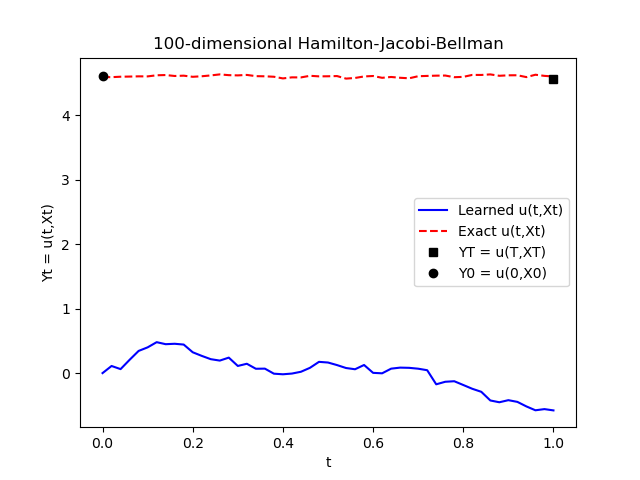 100-dimensional Hamilton-Jacobi-Bellman
Yt = u(t,Xt)
4
3
2
1
0
Learned u(t,Xt)
Exact u(t,Xt)
YT = u(T,XT)
Y0 = u(0,X0)
0.0 0.2 0.4 0.6 0.8 1.0
t